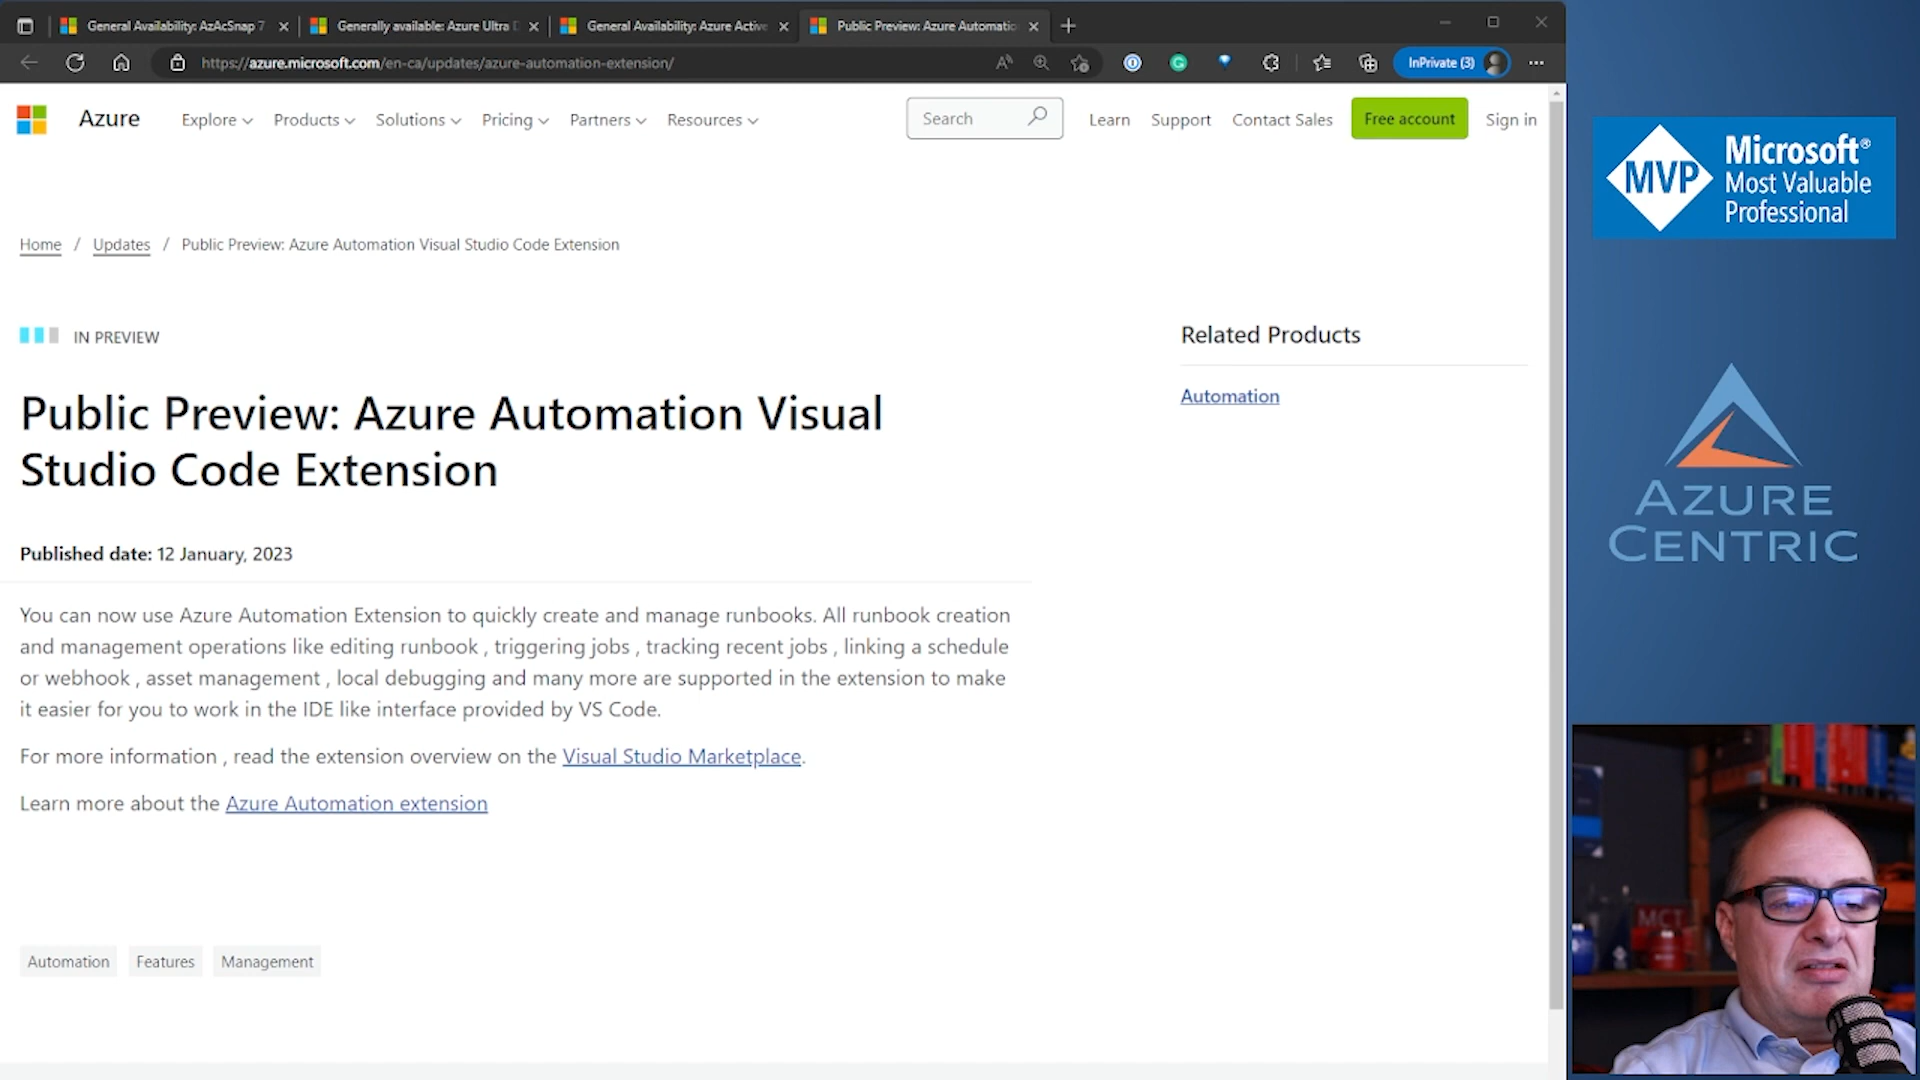 General Availability: AzAcSnap 7
Generally available: Azure Ultra D
General Availability: Azure Active
Public Preview: Azure Automatio
https://azure.microsoft.com/en-ca/updates/azure-automation-extension/
InPrivate (3)
Azure
Explore
Products
Solutions
Pricing
Partners
Resources
Search
Learn
Support
Contact Sales
Free account
Sign in
Home / Updates / Public Preview: Azure Automation Visual Studio Code Extension
IN PREVIEW
Public Preview: Azure Automation Visual
Studio Code Extension
Published date: 12 January, 2023
You can now use Azure Automation Extension to quickly create and manage runbooks. All runbook creation
and management operations like editing runbook , triggering jobs , tracking recent jobs , linking a schedule
or webhook , asset management , local debugging and many more are supported in the extension to make
it easier for you to work in the IDE like interface provided by VS Code.
For more information , read the extension overview on the Visual Studio Marketplace.
Learn more about the Azure Automation extension
Automation
Features
Management
Related Products
Automation
MVP
Microsoft®
Most Valuable
Professional
AZURE
CENTRIC
MCT